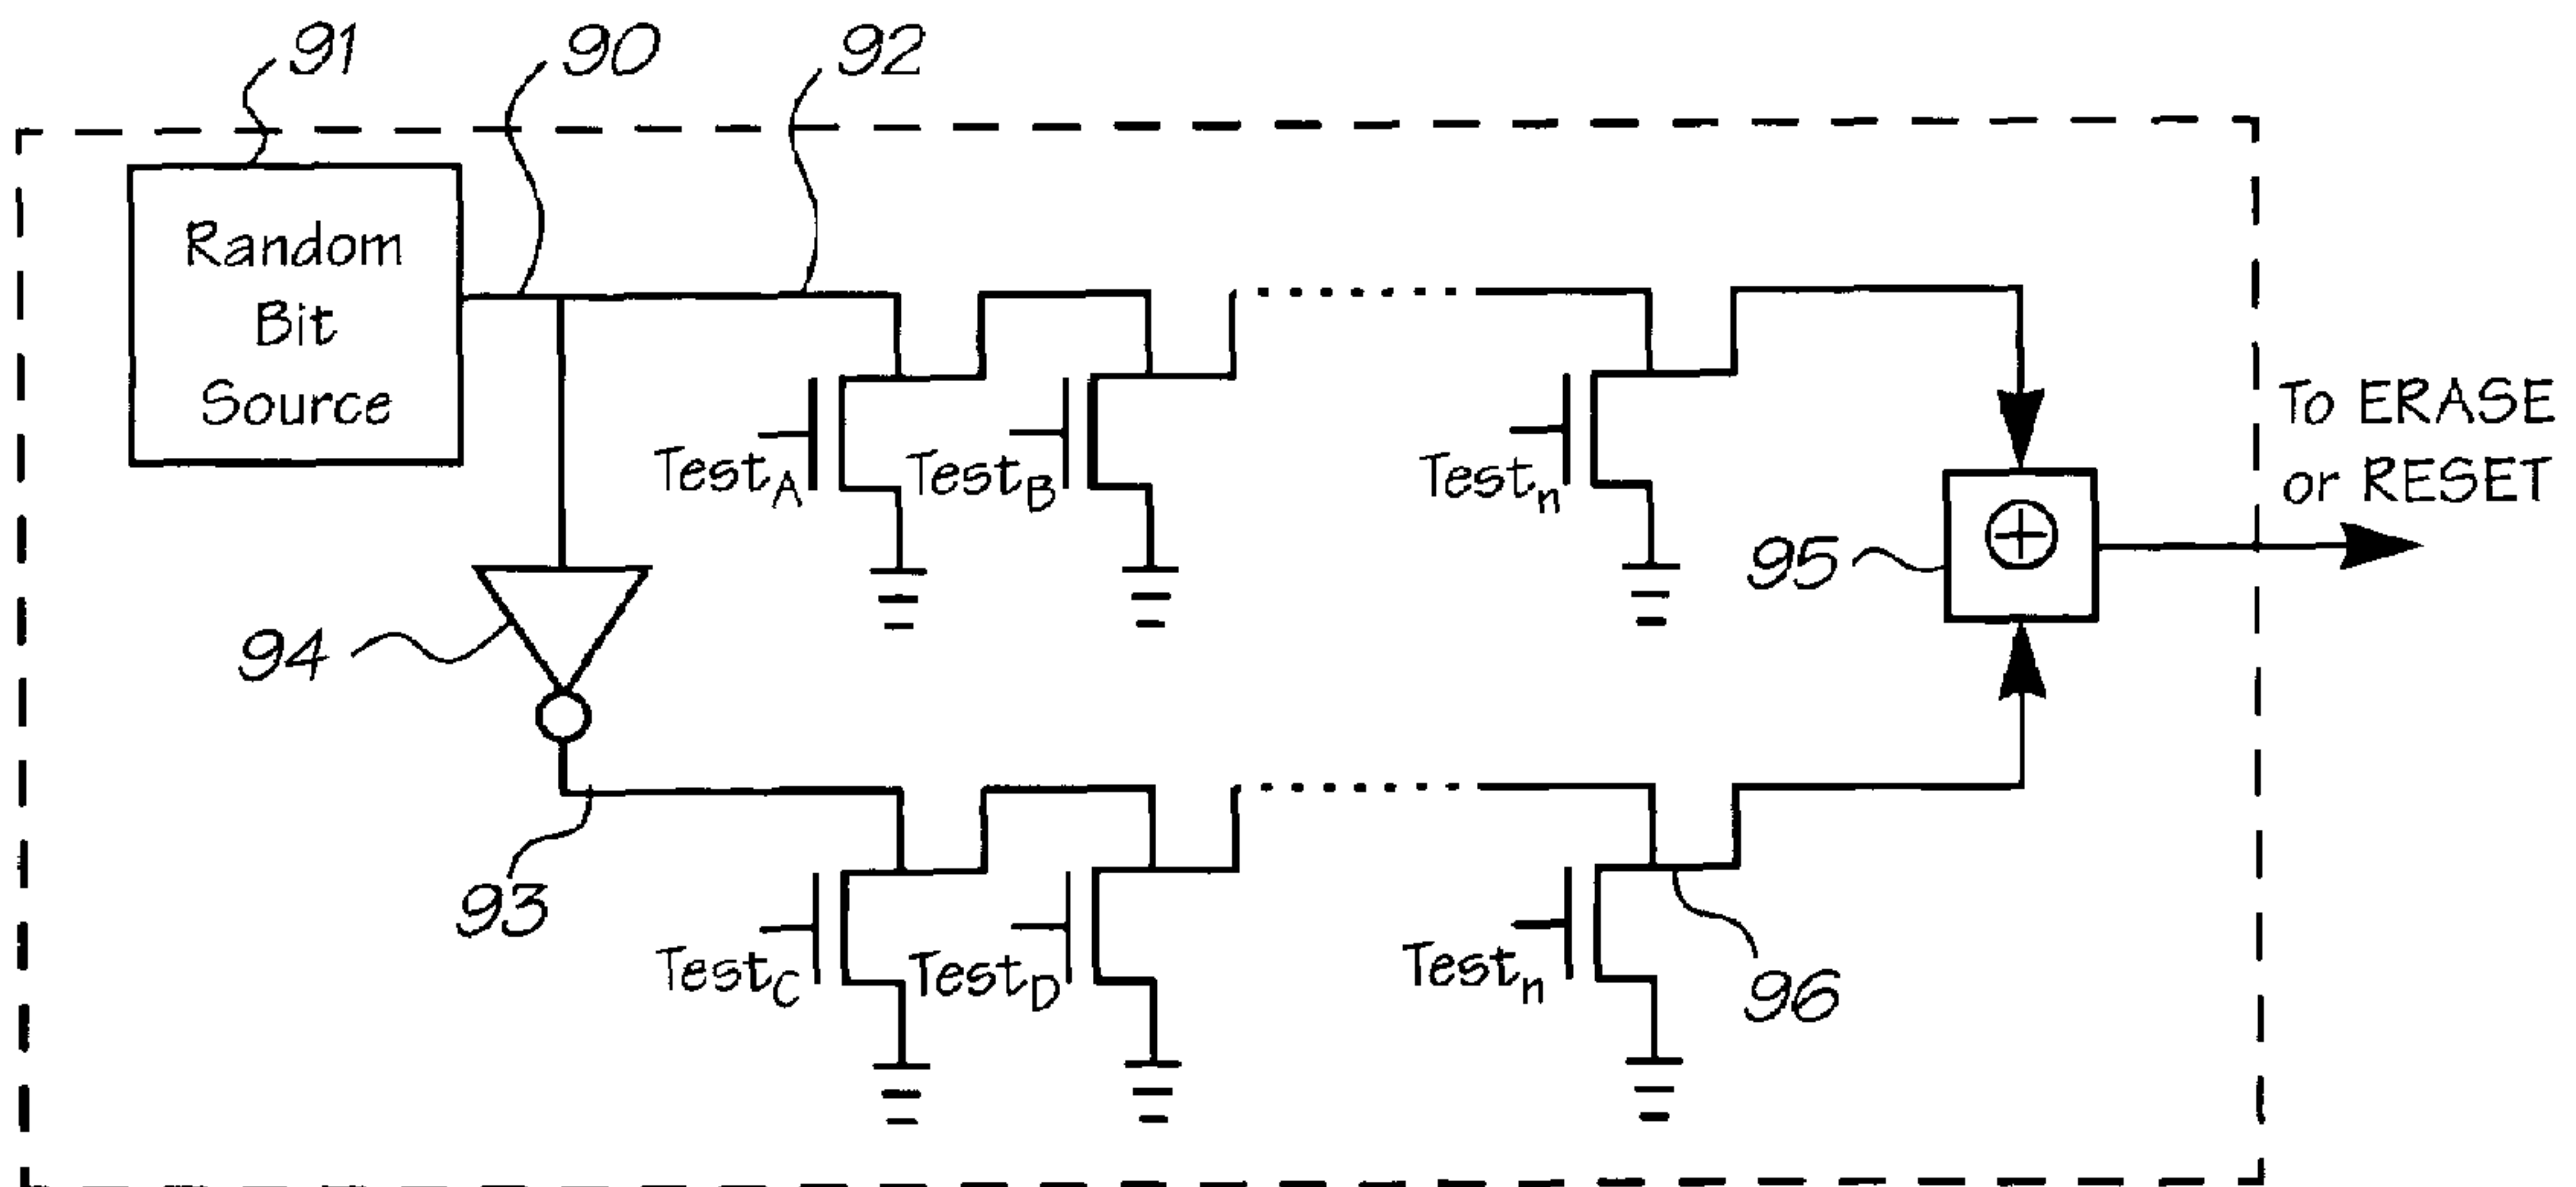 91
90
92
Random
Bit
Source
To ERASE
or RESET
TestA
TestB
Testn
95
94
93
TestC
TestD
Testn
96